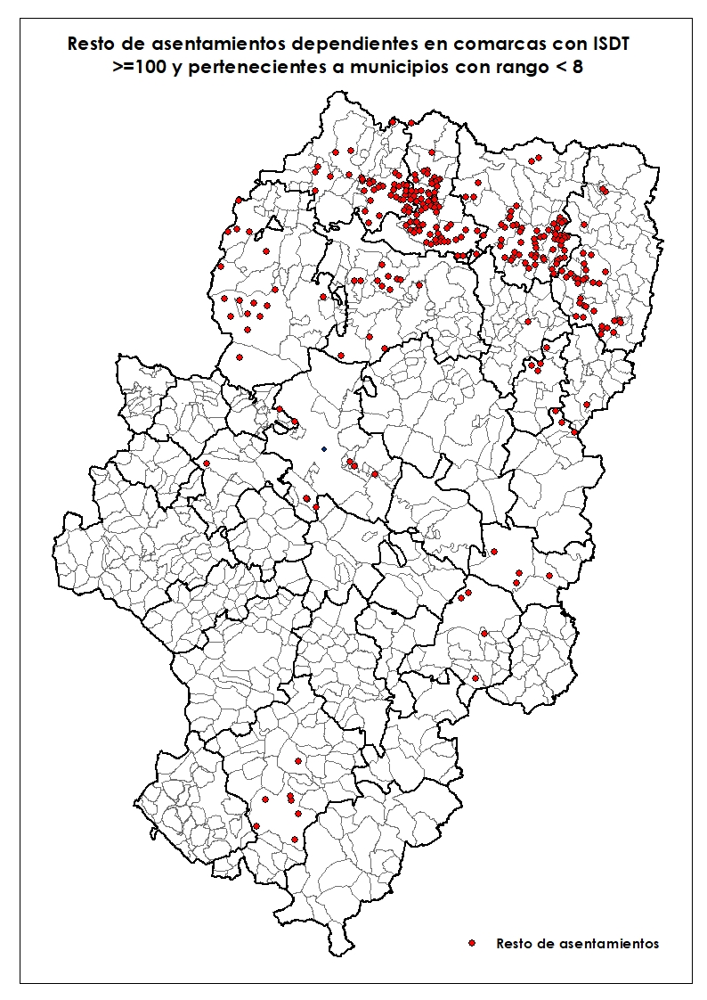 Resto de asentamientos dependientes en comarcas con ISDT
>=100 y pertenecientes a municipios con rango < 8
Resto de asentamientos